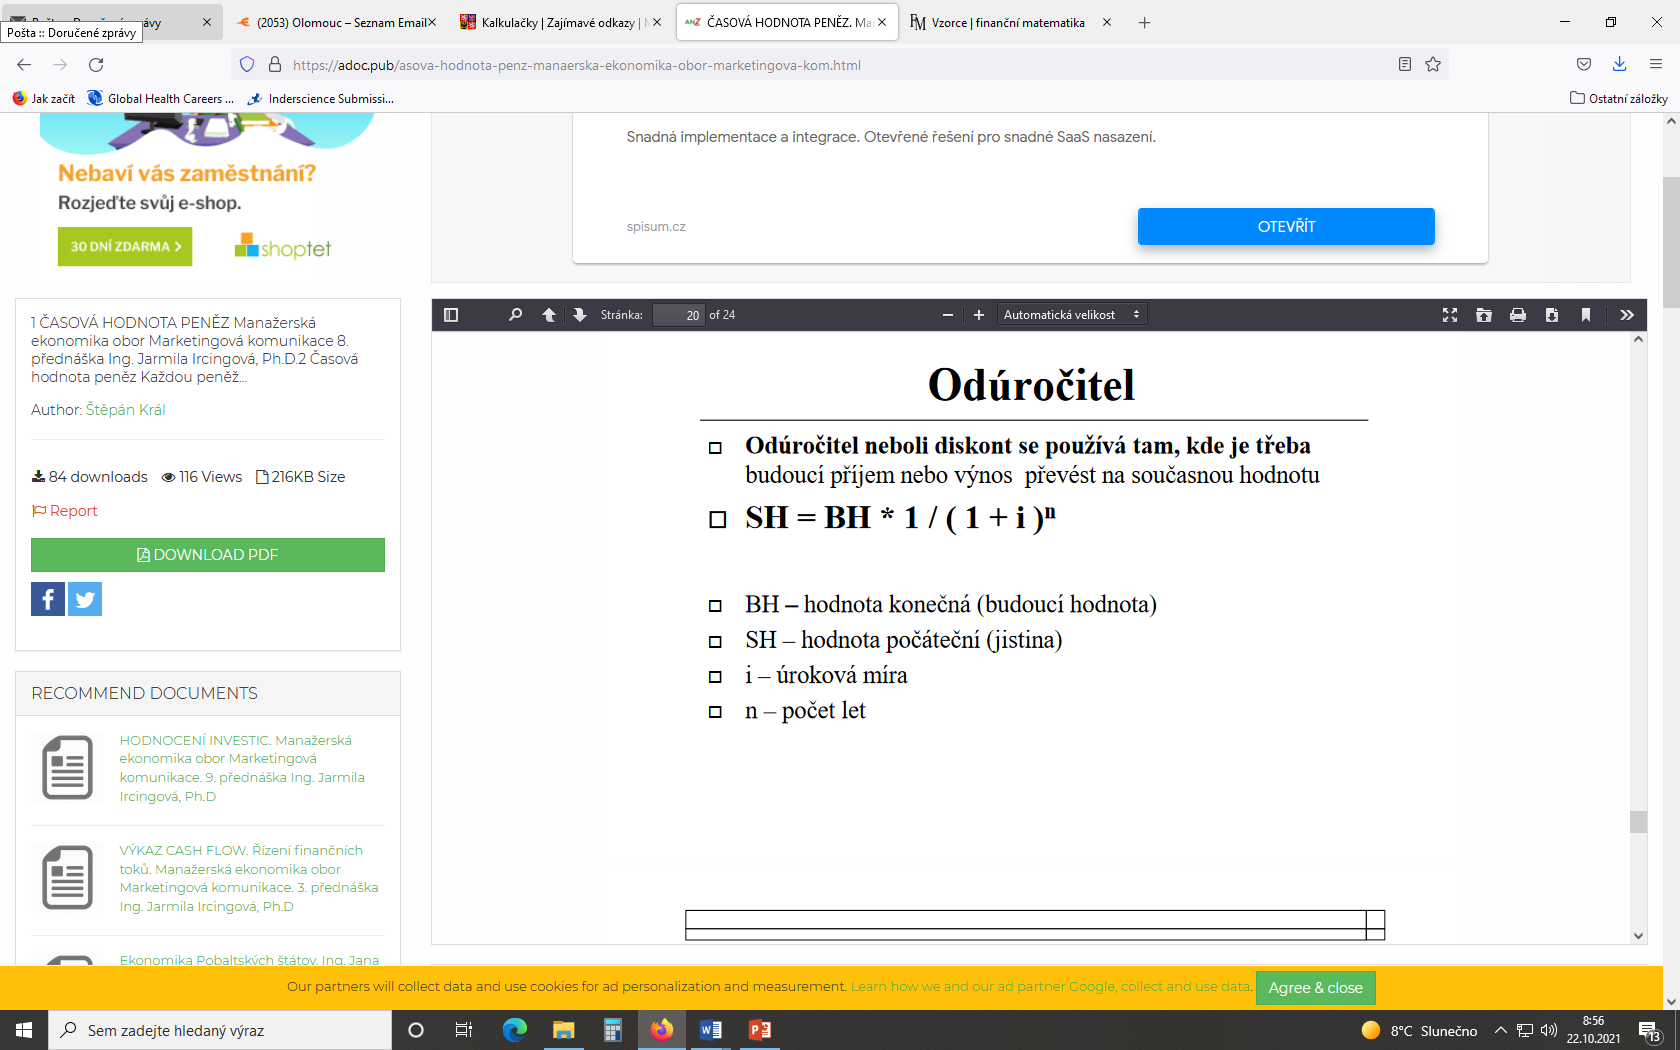 Pošta :: Doručené zprávy
(2053) Olomouc – Seznam Email
Kalkulačky | Zajímavé odkazy |
ČASOVÁ HODNOTA PENĚZ.
Vzorce | finanční matematika
https://adoc.pub/asova-hodnota-penz-manaerska-ekonomika-obor-marketingova-kom.html
Jak začít
Global Health Careers ...
Inderscience Submissi...
Ostatní záložky
Nebaví vás zaměstnání?
Rozjeďte svůj e-shop.
30 DNÍ ZDARMA
shoptet
Snadná implementace a integrace. Otevřené řešení pro snadné SaaS nasazení.
spisum.cz
OTEVŘÍT
1 ČASOVÁ HODNOTA PENĚZ Manažerská
ekonomika obor Marketingová komunikace 8.
přednáška Ing. Jarmila Ircingová, Ph.D.2 Časová
hodnota peněz Každou peněž...
Author: Štěpán Král
84 downloads 116 Views 216KB Size
Report
DOWNLOAD PDF
RECOMMEND DOCUMENTS
HODNOCENÍ INVESTIC. Manažerská
ekonomika obor Marketingová
komunikace. 9. přednáška Ing. Jarmila
Ircingová, Ph.D
VÝKAZ CASH FLOW. Řízení finančních
toků. Manažerská ekonomika obor
Marketingová komunikace. 3. přednáška
Ing. Jarmila Ircingová, Ph.D
Ekonomika Pobaltských štátov. Ing. Jana
Stránka: 20 of 24
Automatická velikost
Odúročitel
Odúročitel neboli diskont se používá tam, kde je třeba
budoucí příjem nebo výnos převést na současnou hodnotu
SH = BH * 1 / ( 1 + i )ⁿ
BH – hodnota konečná (budoucí hodnota)
SH – hodnota počáteční (jistina)
i – úroková míra
n – počet let
Our partners will collect data and use cookies for ad personalization and measurement. Learn how we and our ad partner Google, collect and use data.
Agree & close
Sem zadejte hledaný výraz
8°C Slunečno
8:56
22.10.2021
13